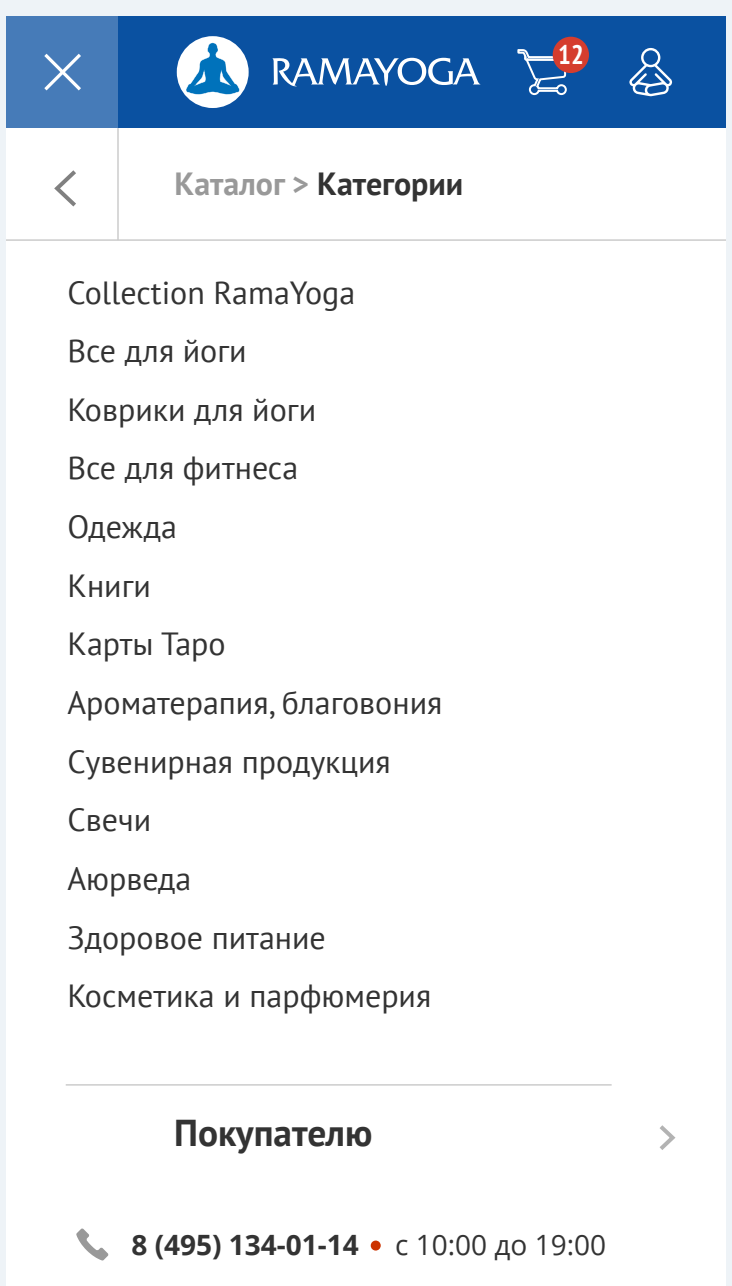 RAMAYOGA 12
Каталог > Категории
Collection RamaYoga
Все для йоги
Коврики для йоги
Все для фитнеса
Одежда
Книги
Карты Таро
Ароматерапия, благовония
Сувенирная продукция
Свечи
Аюрведа
Здоровое питание
Косметика и парфюмерия
Покупателю
8 (495) 134-01-14 • с 10:00 до 19:00